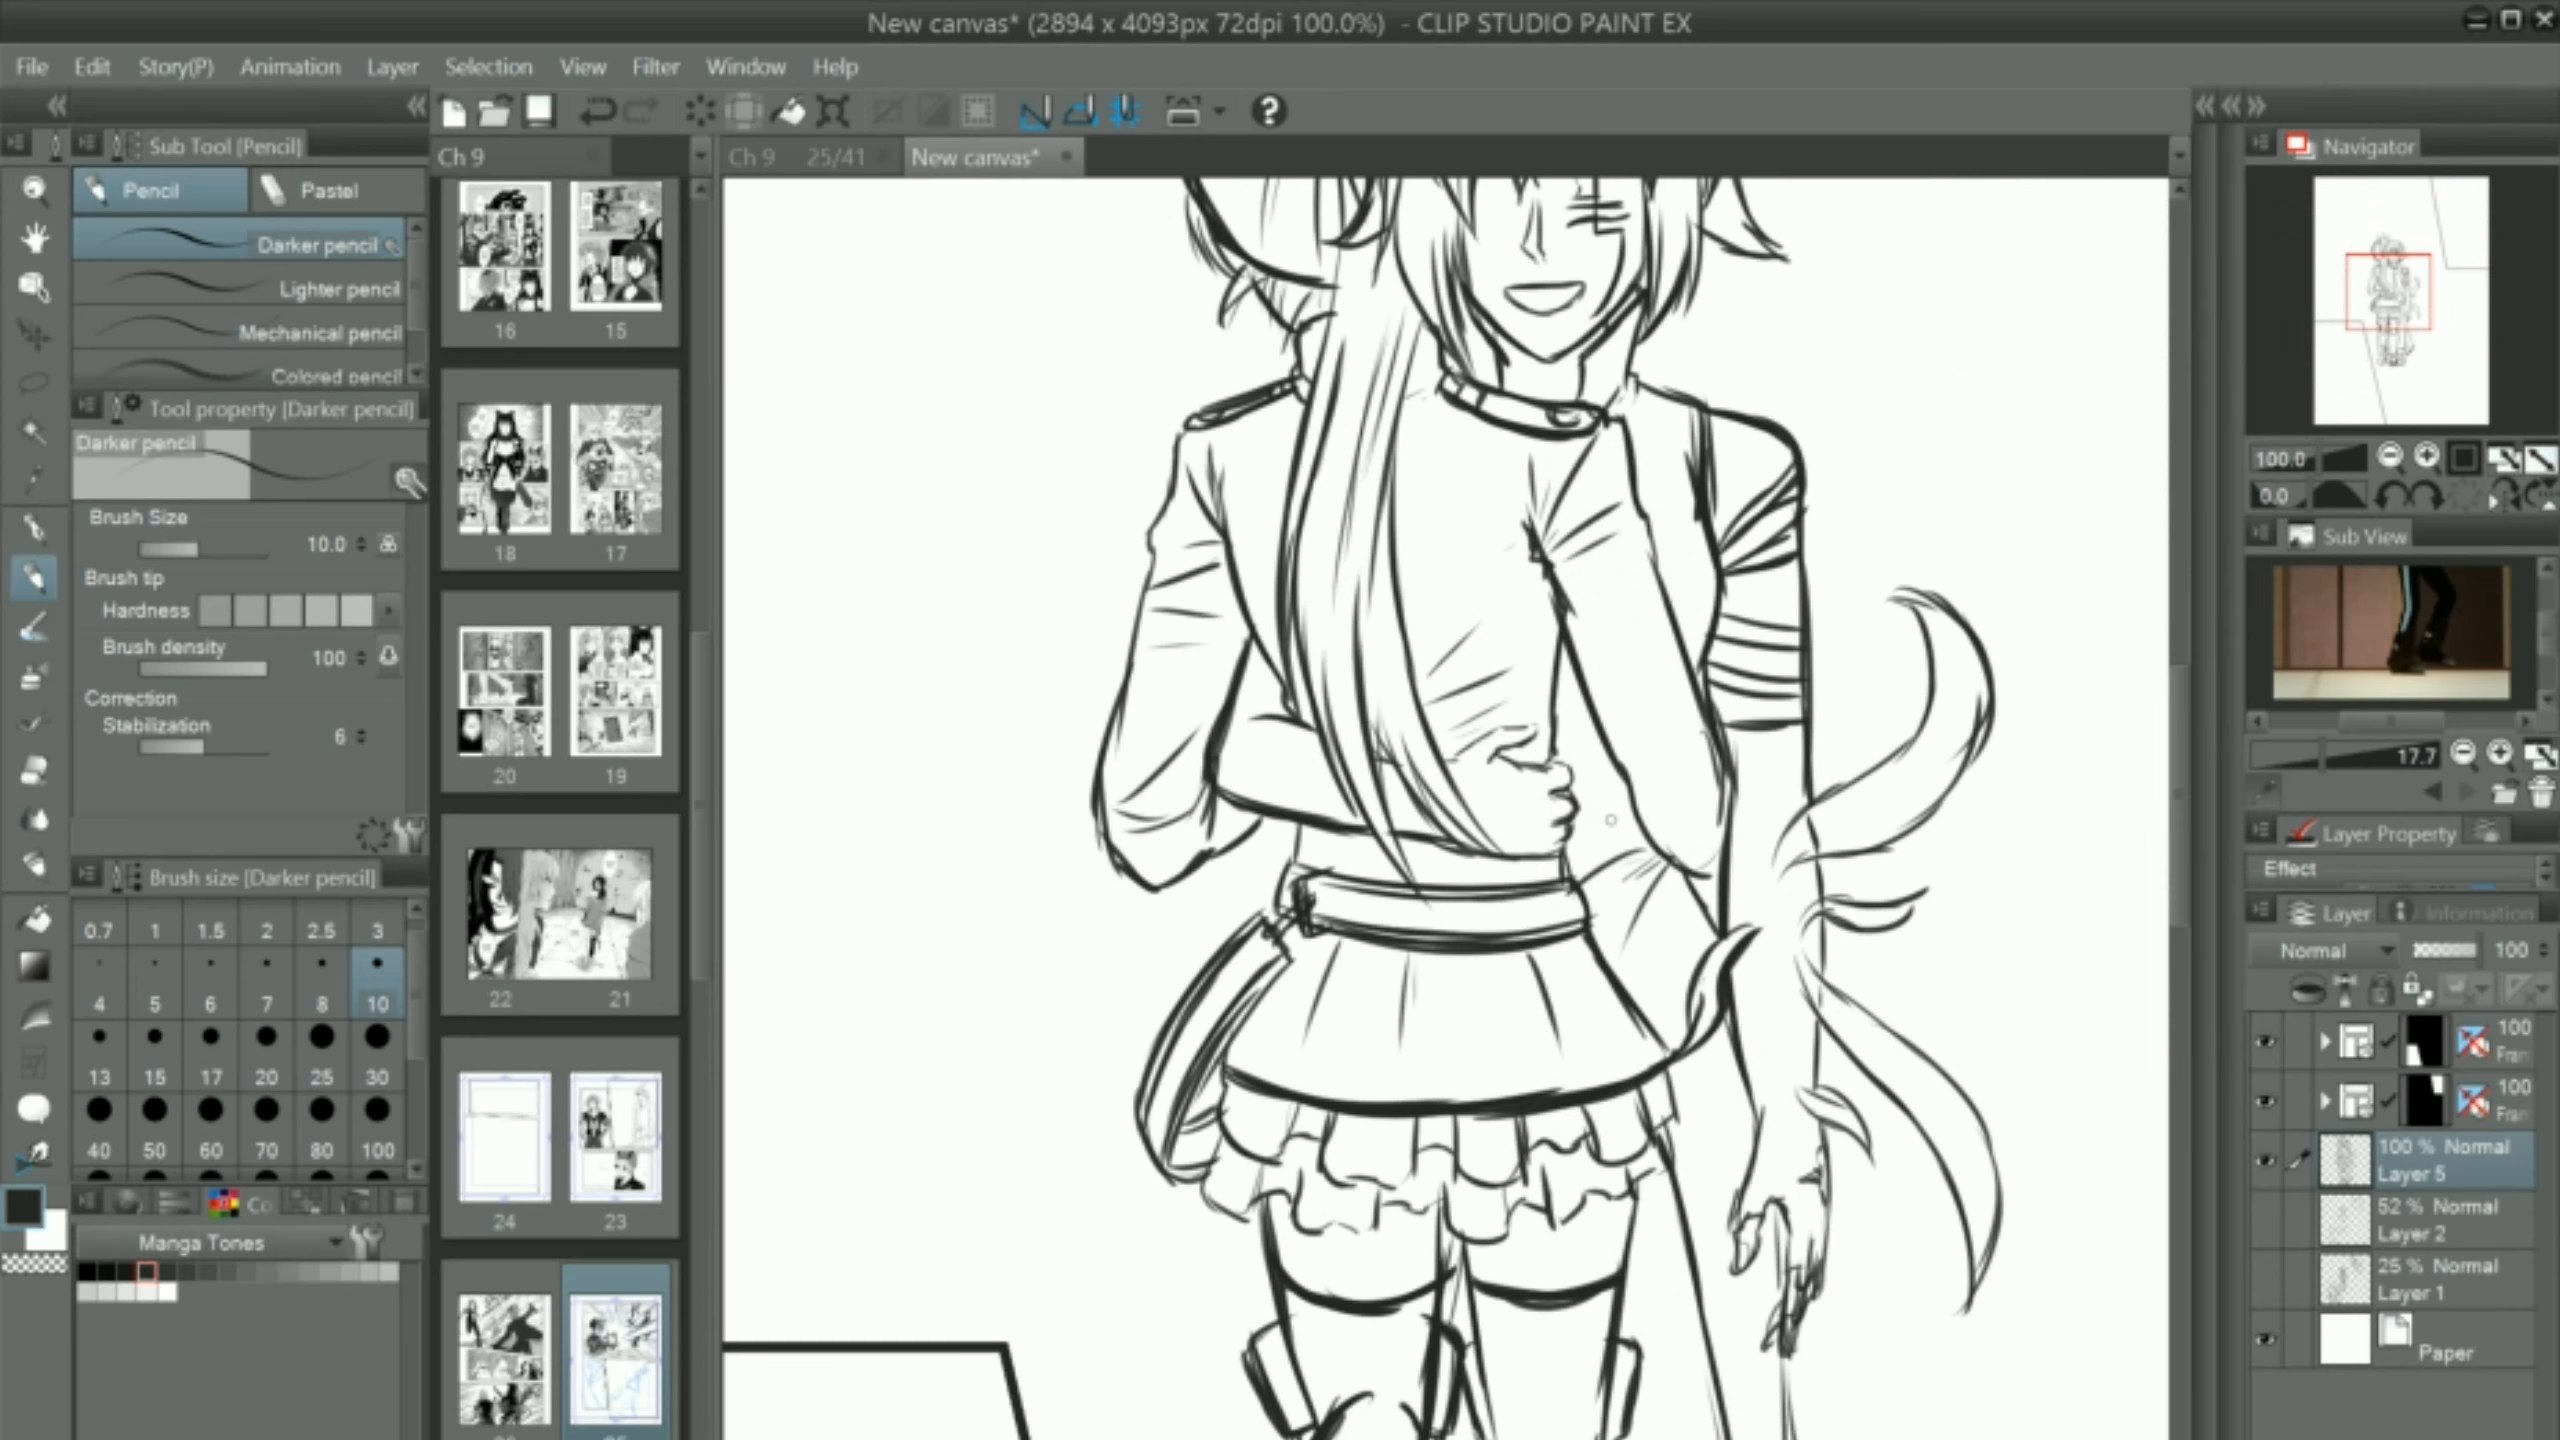 New canvas* (2894 x 4093px 72dpi 100.0%)  - CLIP STUDIO PAINT EX
File Edit Story(P) Animation Layer Selection View Filter Window Help
Sub Tool [Pencil]
Pencil Pastel
Darker pencil
Lighter pencil
Mechanical pencil
Colored pencil
Tool property [Darker pencil]
Darker pencil
Brush Size
10.0
Brush tip
Hardness
Brush density 100
Correction
Stabilization 6
Brush size [Darker pencil]
0.7 1 1.5 2 2.5 3
4 5 6 7 8 10
13 15 17 20 25 30
40 50 60 70 80 100
Co
Manga Tones
Ch 9
16 15
18 17
20 19
22 21
24 23
Ch 9 25/41 New canvas*
Navigator
100.0
0.0
Sub View
17.7
Layer Property
Effect
Layer Information
Normal 100
100
Fran
100
Fran
100 % Normal
Layer 5
52 % Normal
Layer 2
25 % Normal
Layer 1
Paper